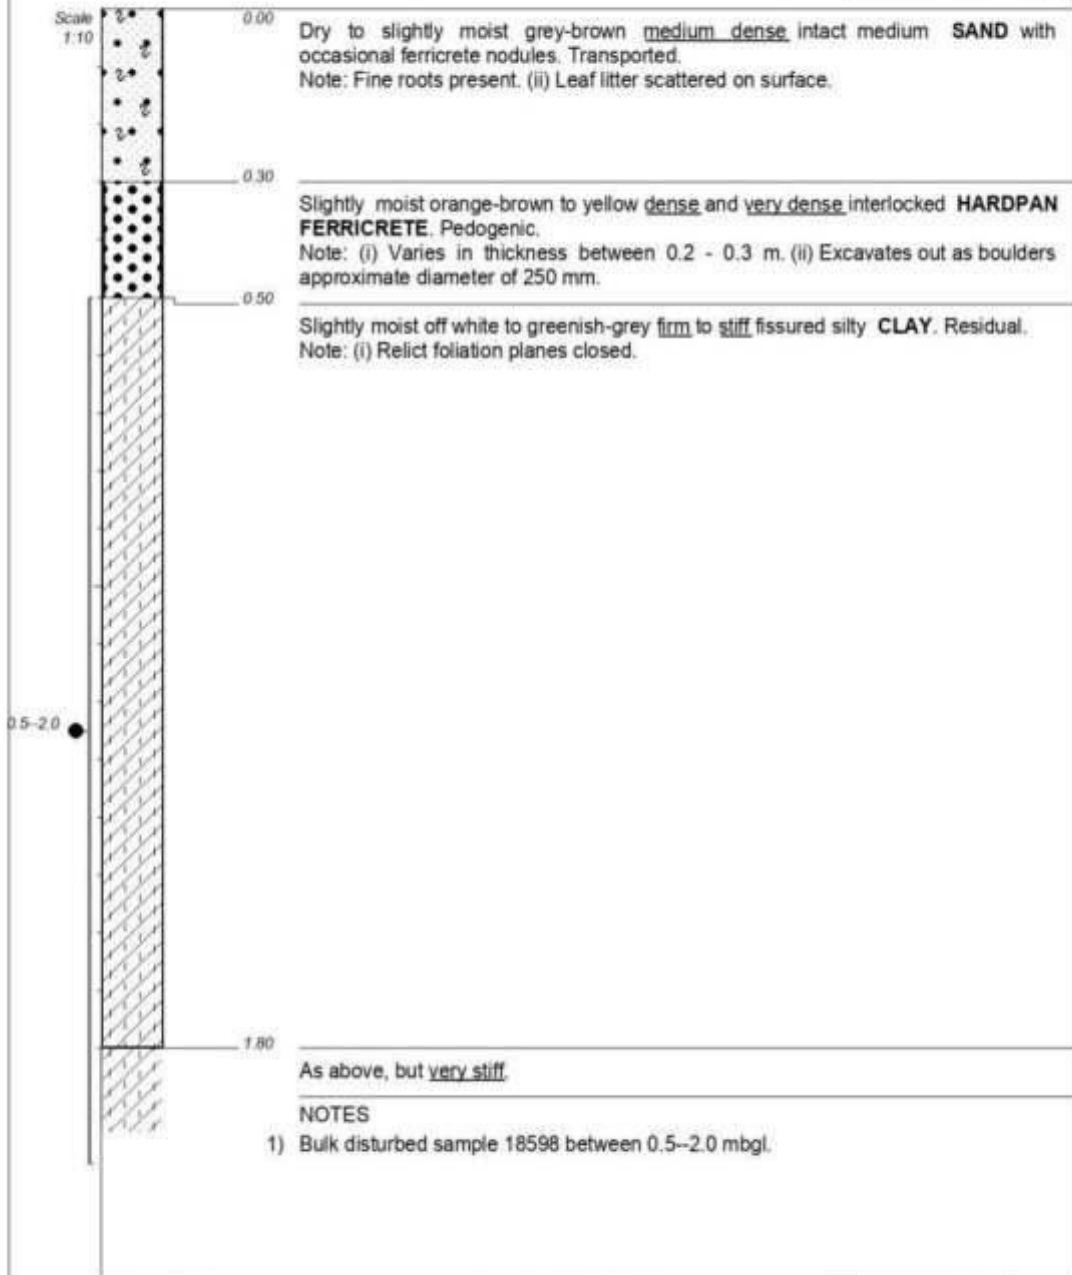 Scale
1:10
0.00
Dry to slightly moist grey-brown medium dense intact medium SAND with
occasional ferricrete nodules. Transported.
Note: Fine roots present. (ii) Leaf litter scattered on surface.
0.30
Slightly moist orange-brown to yellow dense and very dense interlocked HARDPAN
FERRICRETE. Pedogenic.
Note: (i) Varies in thickness between 0.2 - 0.3 m. (ii) Excavates out as boulders
approximate diameter of 250 mm.
0.50
Slightly moist off white to greenish-grey firm to stiff fissured silty CLAY. Residual.
Note: (i) Relict foliation planes closed.
0.5--2.0
1.80
As above, but very stiff.
NOTES
1) Bulk disturbed sample 18598 between 0.5--2.0 mbgl.